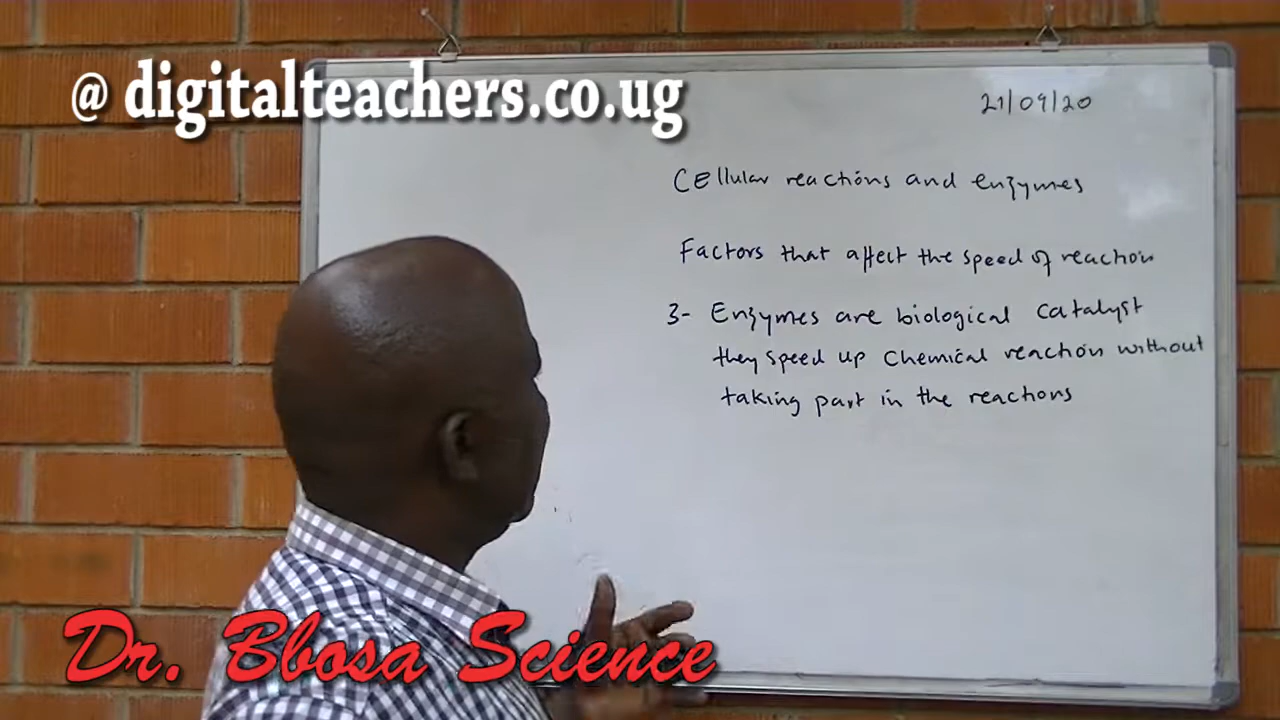 @ digitalteachers.co.ug
21/09/20
Cellular reactions and enzymes
Factors that affect the speed of reaction
3- Enzymes are biological catalyst
they speed up chemical reaction without
taking part in the reactions
Dr. Bbosa Science